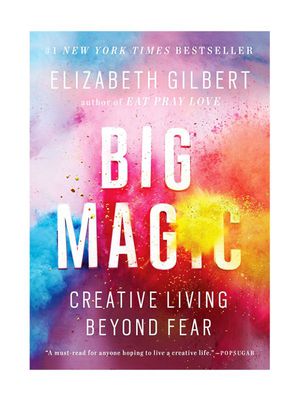 #1 NEW YORK TIMES BESTSELLER
ELIZABETH GILBERT
author of EAT PRAY LOVE
BIG
MAGIC
CREATIVE LIVING
BEYOND FEAR
"A must-read for anyone hoping to live a creative life." —POPSUGAR